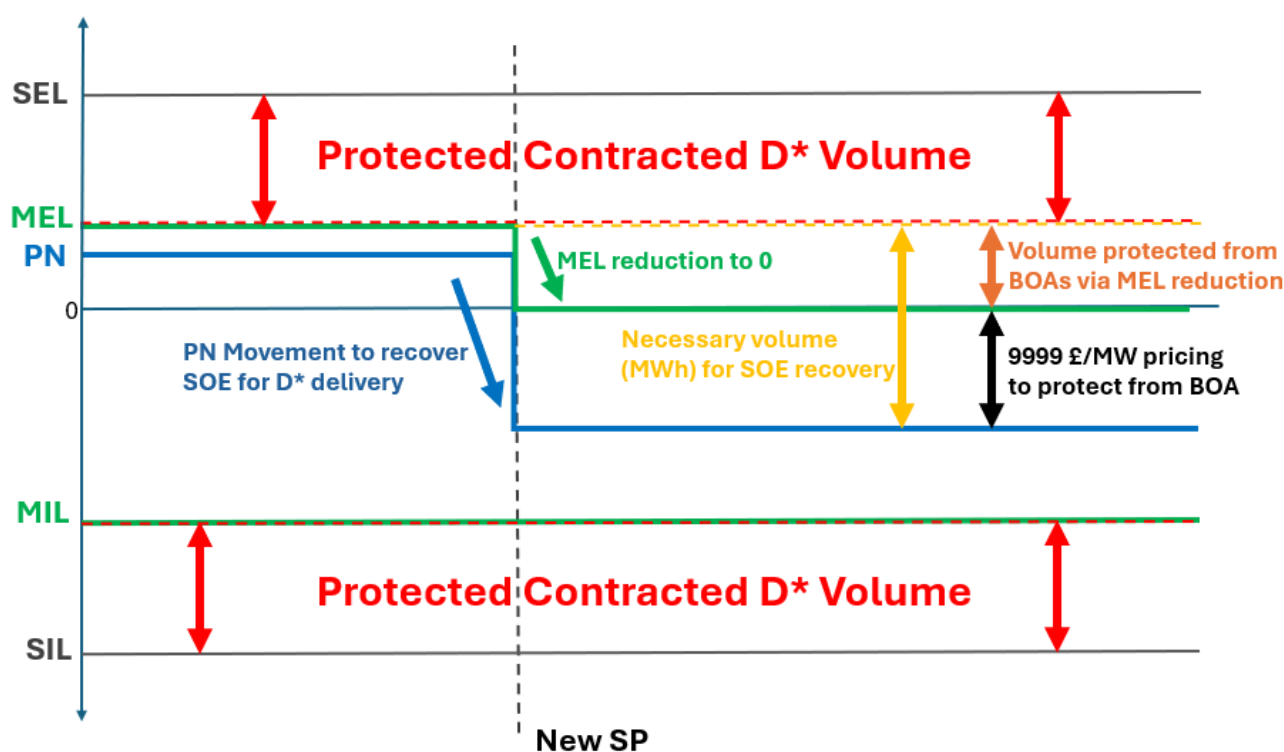 SEL
Protected Contracted D* Volume
MEL
PN
MEL reduction to 0
Volume protected from
BOAs via MEL reduction
0
PN Movement to recover
SOE for D* delivery
Necessary volume
(MWh) for SOE recovery
9999 £/MW pricing
to protect from BOA
MIL
Protected Contracted D* Volume
SIL
New SP